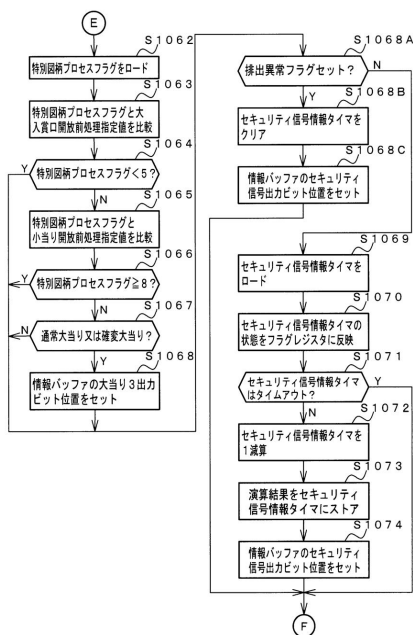 E
S1062
特別図柄プロセスフラグをロード
S1063
特別図柄プロセスフラグと大
入賞口開放前処理指定値を比較
S1064
特別図柄プロセスフラグ<5?
Y
N
S1065
特別図柄プロセスフラグと
小当り開放前処理指定値を比較
S1066
特別図柄プロセスフラグ≧8?
Y
N
S1067
通常大当り又は確変大当り?
N
Y
S1068
情報バッファの大当り3出力
ビット位置をセット
S1068A
排出異常フラグセット?
N
Y
S1068B
セキュリティ信号情報タイマを
クリア
S1068C
情報バッファのセキュリティ
信号出力ビット位置をセット
S1069
セキュリティ信号情報タイマを
ロード
S1070
セキュリティ信号情報タイマの
状態をフラグレジスタに反映
S1071
セキュリティ信号情報タイマ
はタイムアウト?
Y
N
S1072
セキュリティ信号情報タイマを
1減算
S1073
演算結果をセキュリティ
信号情報タイマにストア
S1074
情報バッファのセキュリティ
信号出力ビット位置をセット
F